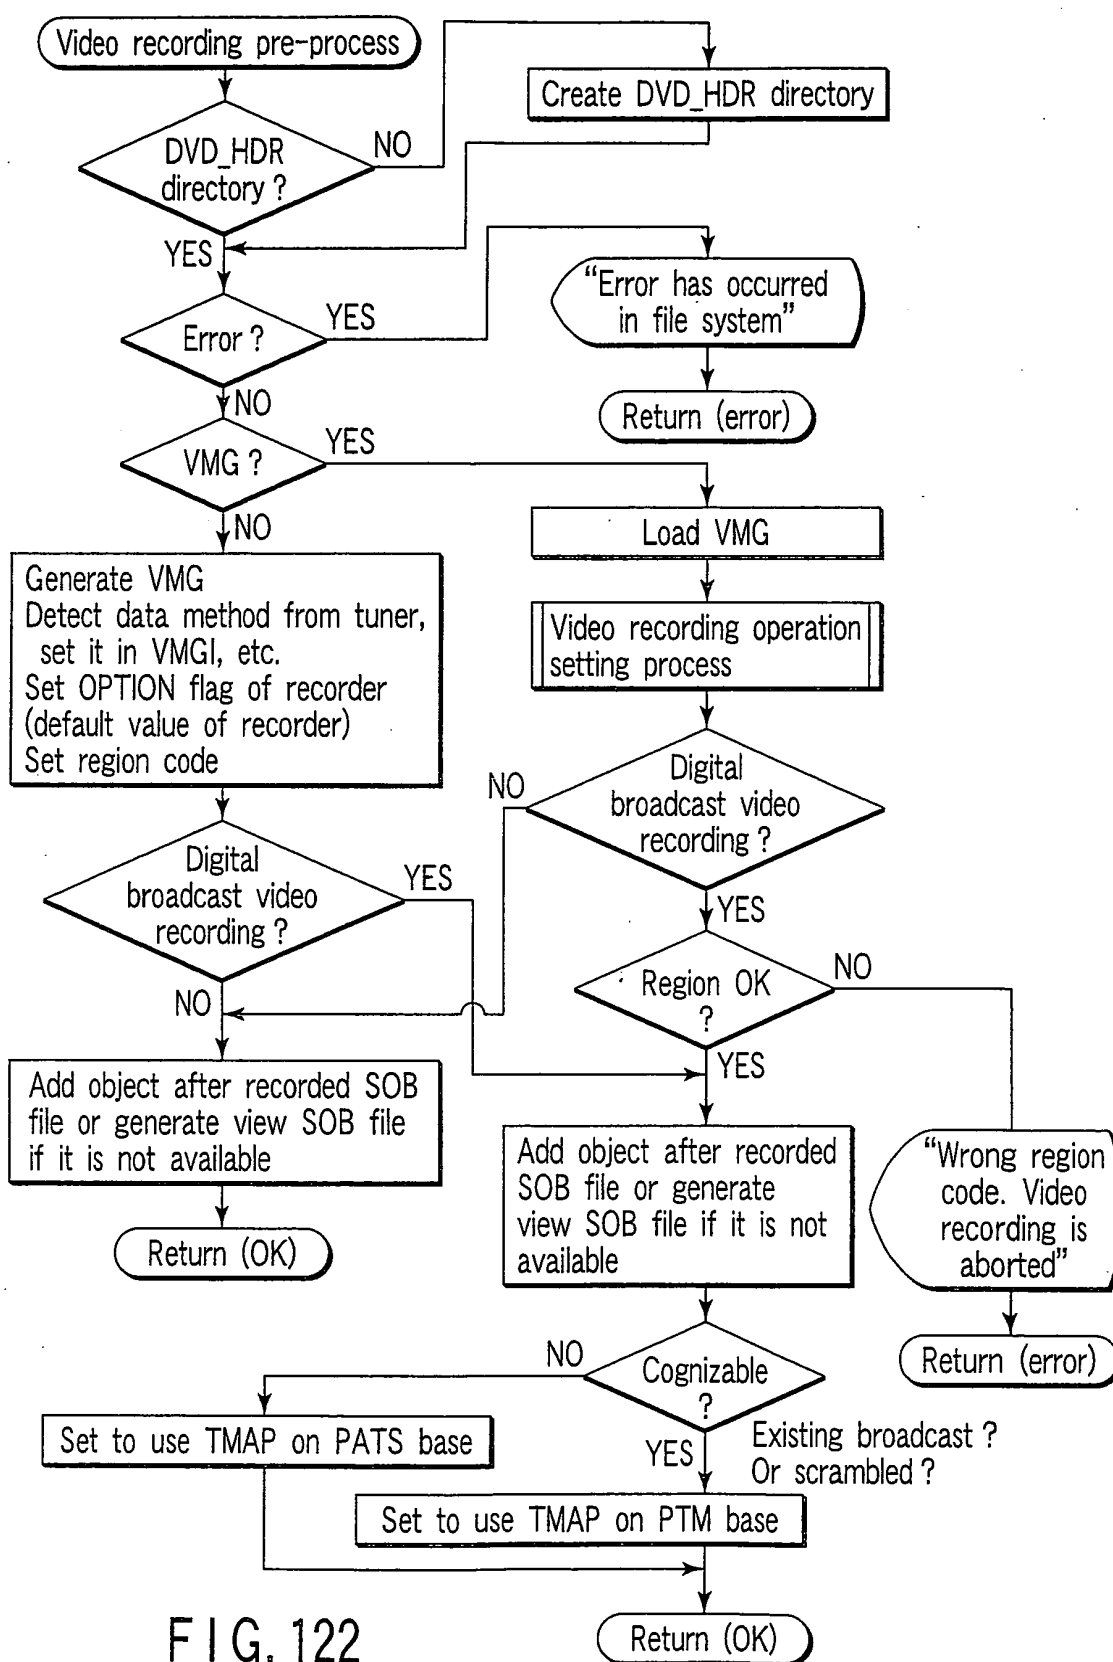 Video recording pre-process
Create DVD_HDR directory
DVD_HDR
directory ?
NO
YES
"Error has occurred
in file system"
Error ?
YES
Return (error)
NO
VMG ?
YES
NO
Load VMG
Generate VMG
Detect data method from tuner,
set it in VMGI, etc.
Set OPTION flag of recorder
(default value of recorder)
Set region code
Video recording operation
setting process
Digital
broadcast video
recording ?
NO
YES
Digital
broadcast video
recording ?
YES
NO
Region OK
?
NO
YES
Add object after recorded SOB
file or generate view SOB file
if it is not available
Return (OK)
Add object after recorded
SOB file or generate
view SOB file if it is not
available
"Wrong region
code. Video
recording is
aborted"
Return (error)
Cognizable
?
NO
YES
Existing broadcast ?
Or scrambled ?
Set to use TMAP on PATS base
Set to use TMAP on PTM base
Return (OK)
FIG. 122